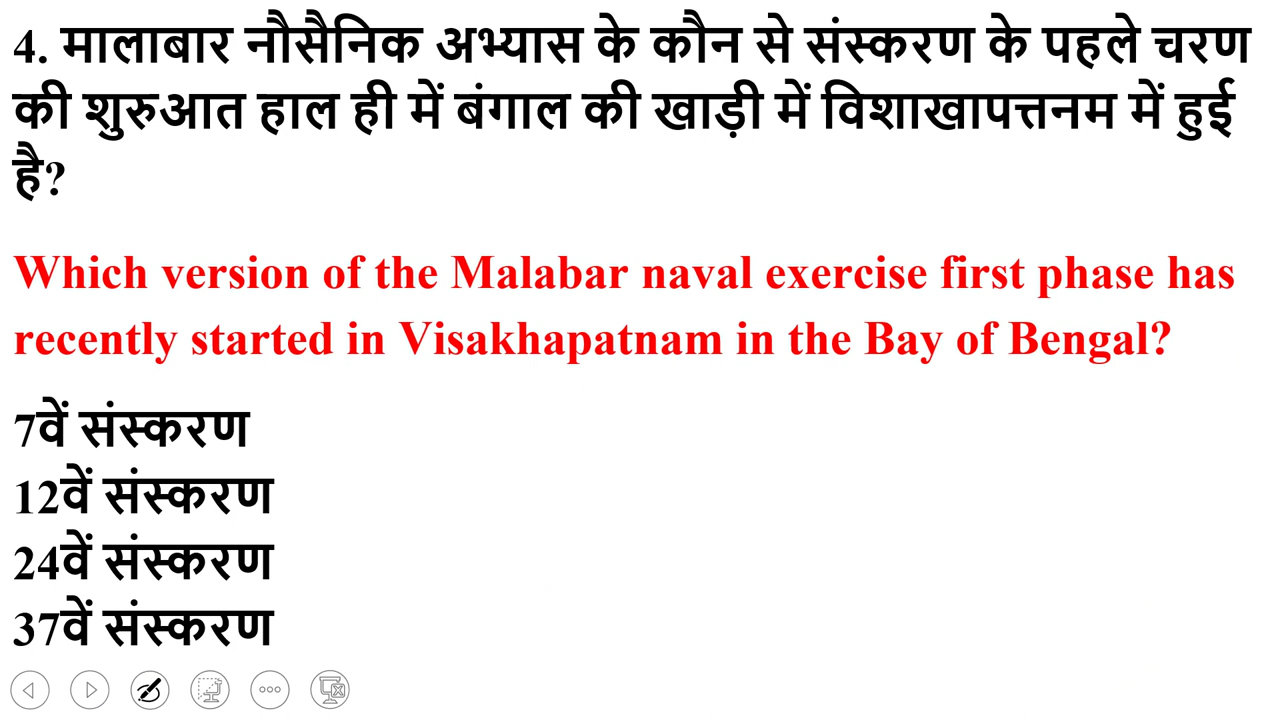 4. मालाबार नौसैनिक अभ्यास के कौन से संस्करण के पहले चरण
की शुरुआत हाल ही में बंगाल की खाड़ी में विशाखापत्तनम में हुई
है?
Which version of the Malabar naval exercise first phase has
recently started in Visakhapatnam in the Bay of Bengal?
7वें संस्करण
12वें संस्करण
24वें संस्करण
37वें संस्करण